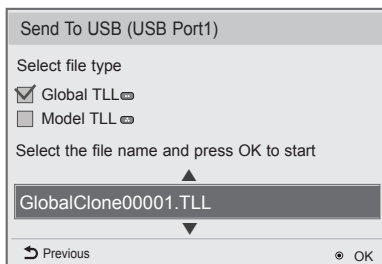 Send To USB (USB Port1)
Select file type
Global TLL
Model TLL
Select the file name and press OK to start
GlobalClone00001.TLL
Previous OK